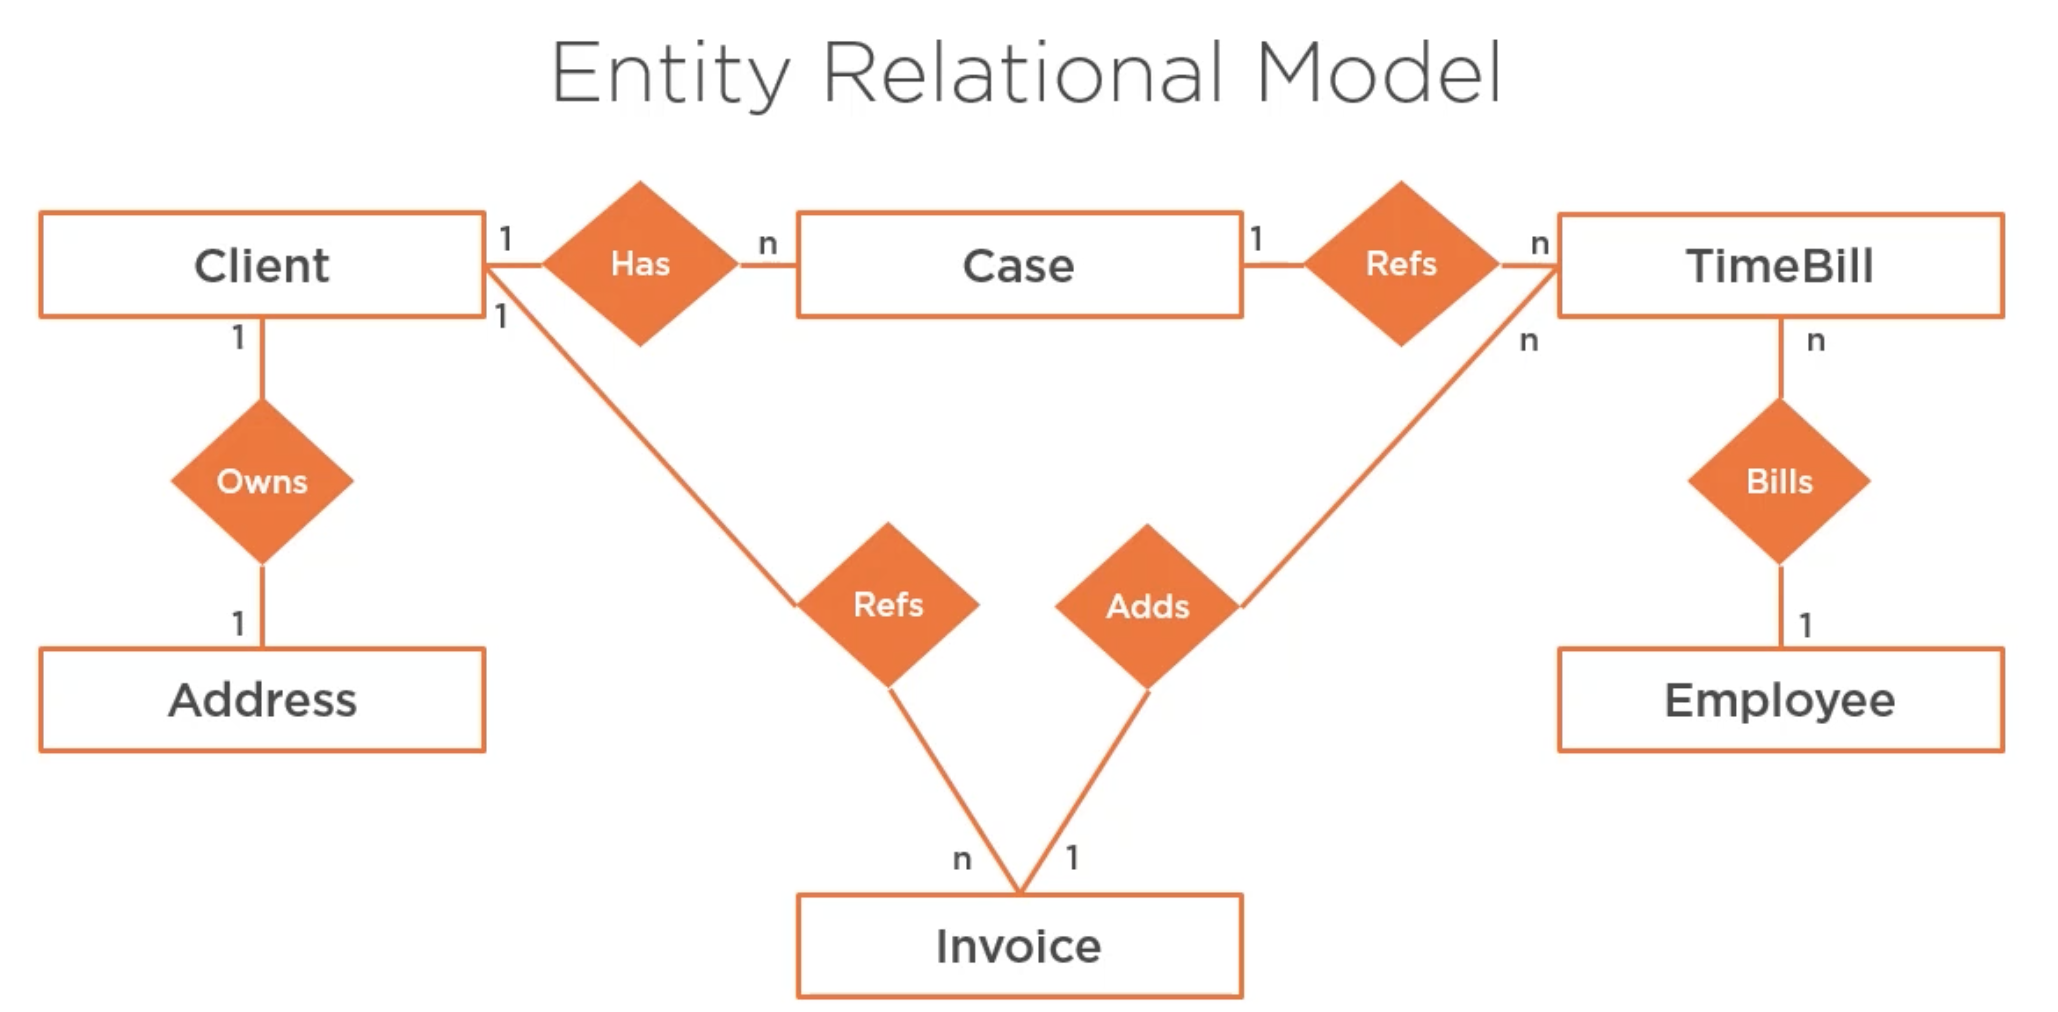 Entity Relational Model
Client
1
Has
n
Case
1
Refs
n
TimeBill
1
1
n
n
Owns
Bills
1
Refs
Adds
1
Address
Employee
n
1
Invoice